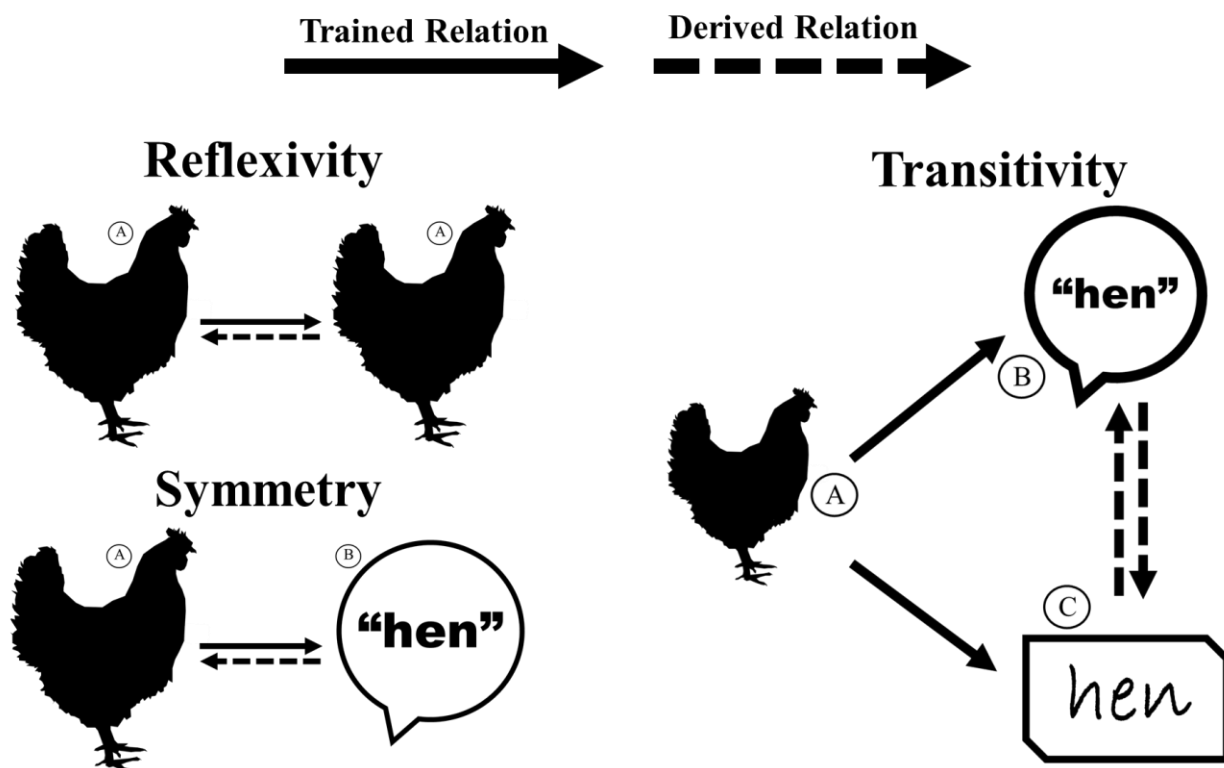 Trained Relation
Derived Relation
Reflexivity
A
A
Symmetry
A
B
“hen”
Transitivity
“hen”
B
A
C
hen